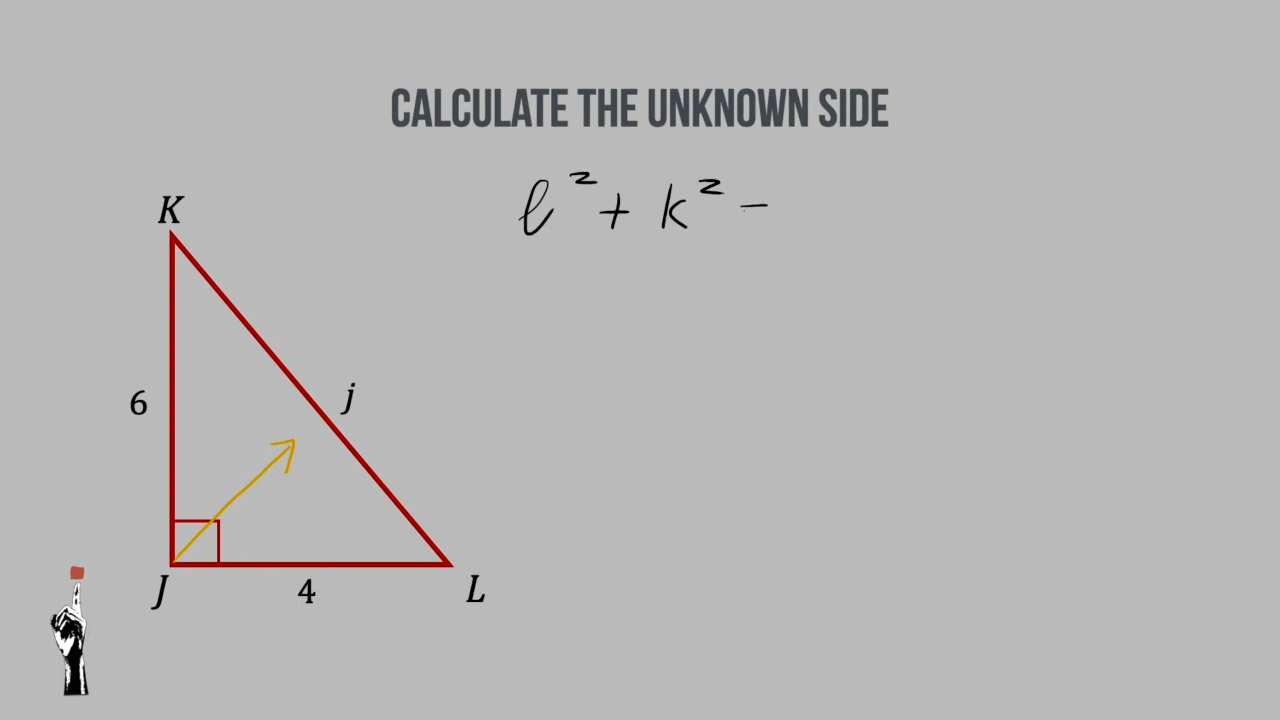 CALCULATE THE UNKNOWN SIDE
ℓ² + k² −
K
6
j
J
4
L